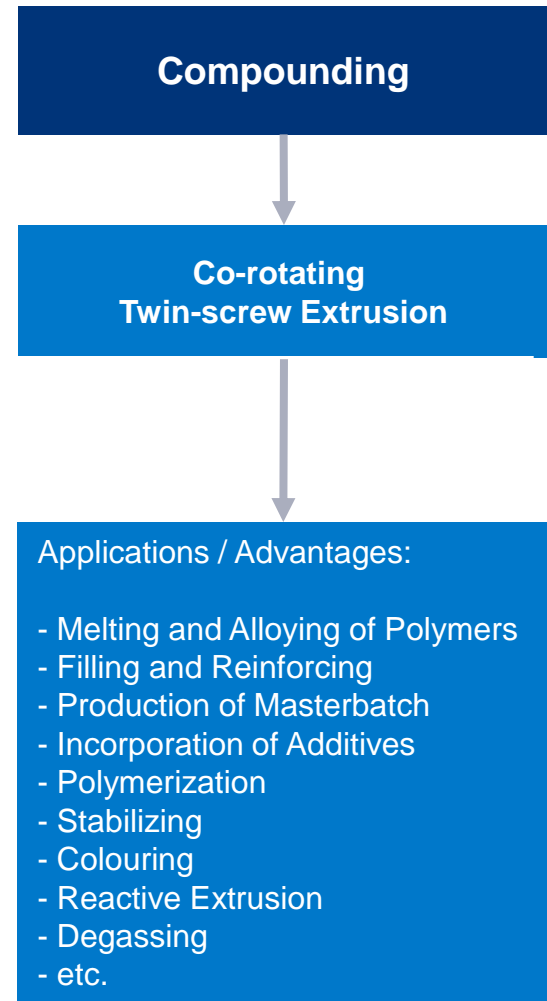 Compounding
Co-rotating
Twin-screw Extrusion
Applications / Advantages:
- Melting and Alloying of Polymers
- Filling and Reinforcing
- Production of Masterbatch
- Incorporation of Additives
- Polymerization
- Stabilizing
- Colouring
- Reactive Extrusion
- Degassing
- etc.